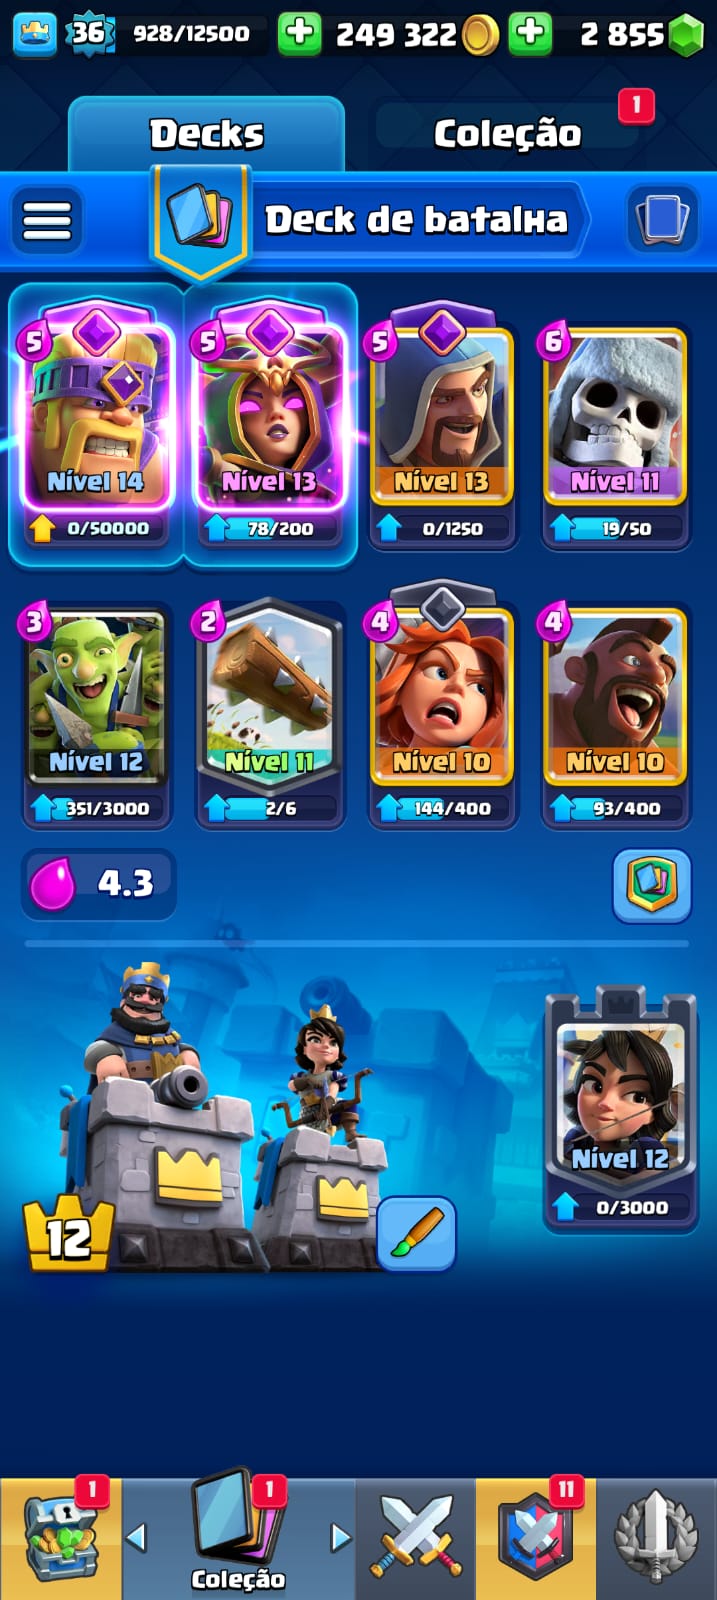 36 928/12500 249 322 2 855
Decks Coleção 1
Deck de batalha
5 5 5 6
Nível 14 Nível 13 Nível 13 Nível 11
0/50000 78/200 0/1250 19/50
3 2 4 4
Nível 12 Nível 11 Nível 10 Nível 10
351/3000 2/6 144/400 93/400
4.3
Nível 12
0/3000
12
1 1 11
Coleção